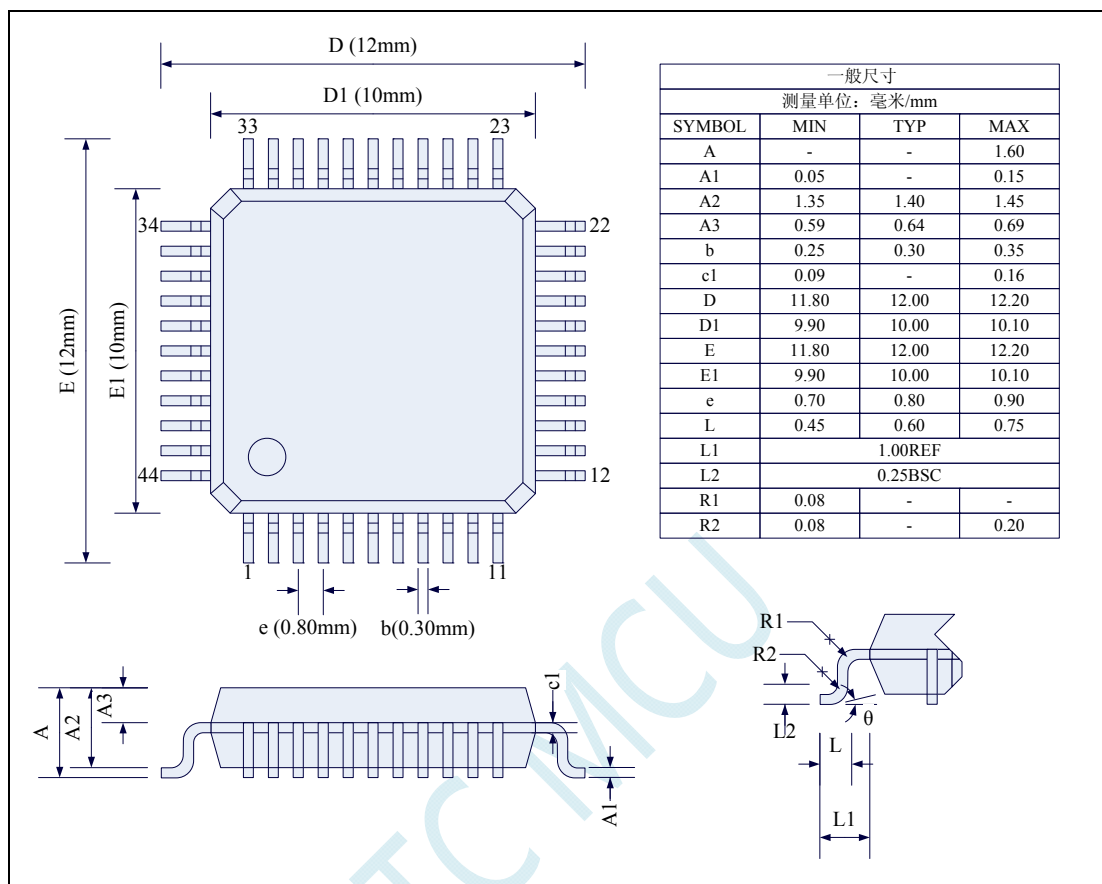 D (12mm)
D1 (10mm)
33 23
34 22
E (12mm)
E1 (10mm)
44 12
1 11
e (0.80mm) b(0.30mm)
一般尺寸
测量单位：毫米/mm
SYMBOL MIN TYP MAX
A - - 1.60
A1 0.05 - 0.15
A2 1.35 1.40 1.45
A3 0.59 0.64 0.69
b 0.25 0.30 0.35
c1 0.09 - 0.16
D 11.80 12.00 12.20
D1 9.90 10.00 10.10
E 11.80 12.00 12.20
E1 9.90 10.00 10.10
e 0.70 0.80 0.90
L 0.45 0.60 0.75
L1 1.00REF
L2 0.25BSC
R1 0.08 - -
R2 0.08 - 0.20
A
A2
A3
c1
A1
R1
R2
L2
θ
L
L1
TC MCU